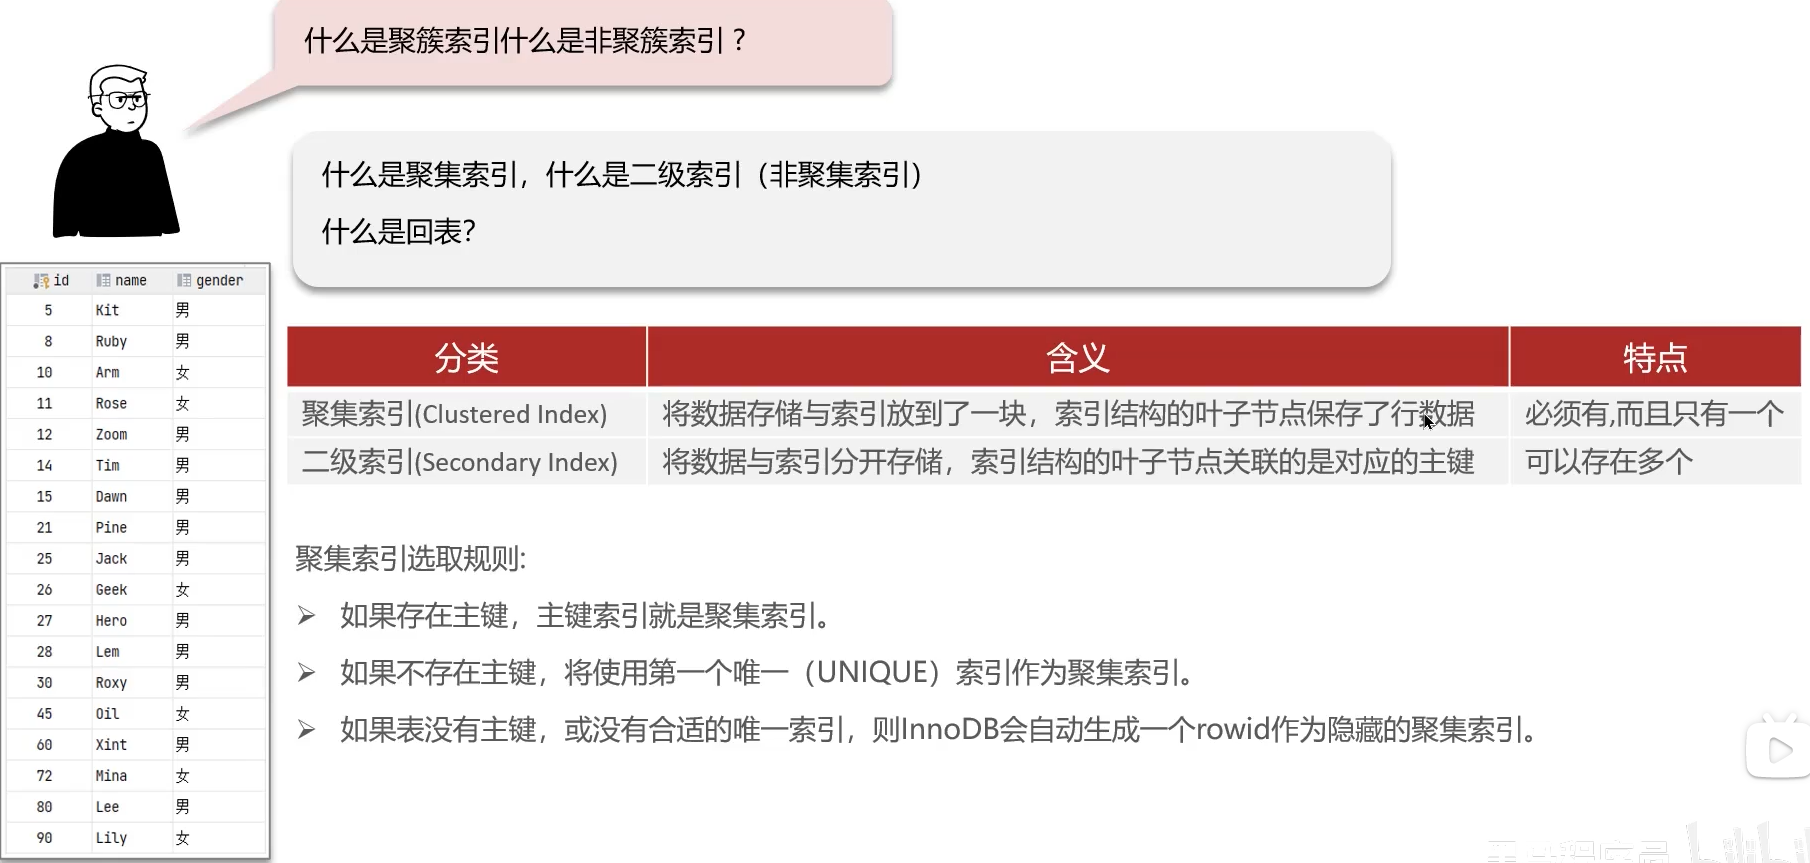 什么是聚簇索引什么是非聚簇索引？
什么是聚集索引，什么是二级索引（非聚集索引）
什么是回表？
id name gender
5 Kit 男
8 Ruby 男
10 Arm 女
11 Rose 女
12 Zoom 男
14 Tim 男
15 Dawn 男
21 Pine 男
25 Jack 男
26 Geek 女
27 Hero 男
28 Lem 男
30 Roxy 男
45 Oil 女
60 Xint 男
72 Mina 女
80 Lee 男
90 Lily 女
分类 含义 特点
聚集索引(Clustered Index) 将数据存储与索引放到了一块，索引结构的叶子节点保存了行数据 必须有,而且只有一个
二级索引(Secondary Index) 将数据与索引分开存储，索引结构的叶子节点关联的是对应的主键 可以存在多个
聚集索引选取规则:
➢ 如果存在主键，主键索引就是聚集索引。
➢ 如果不存在主键，将使用第一个唯一（UNIQUE）索引作为聚集索引。
➢ 如果表没有主键，或没有合适的唯一索引，则InnoDB会自动生成一个rowid作为隐藏的聚集索引。